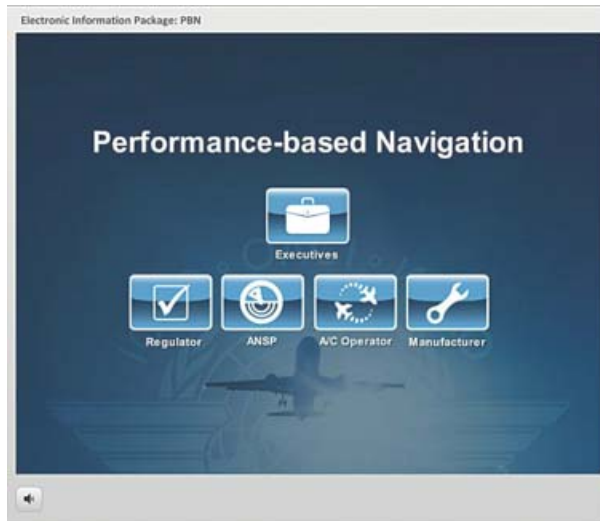 Electronic Information Package: PBN
Performance-based Navigation
Executives
Regulator ANSP A/C Operator Manufacturer